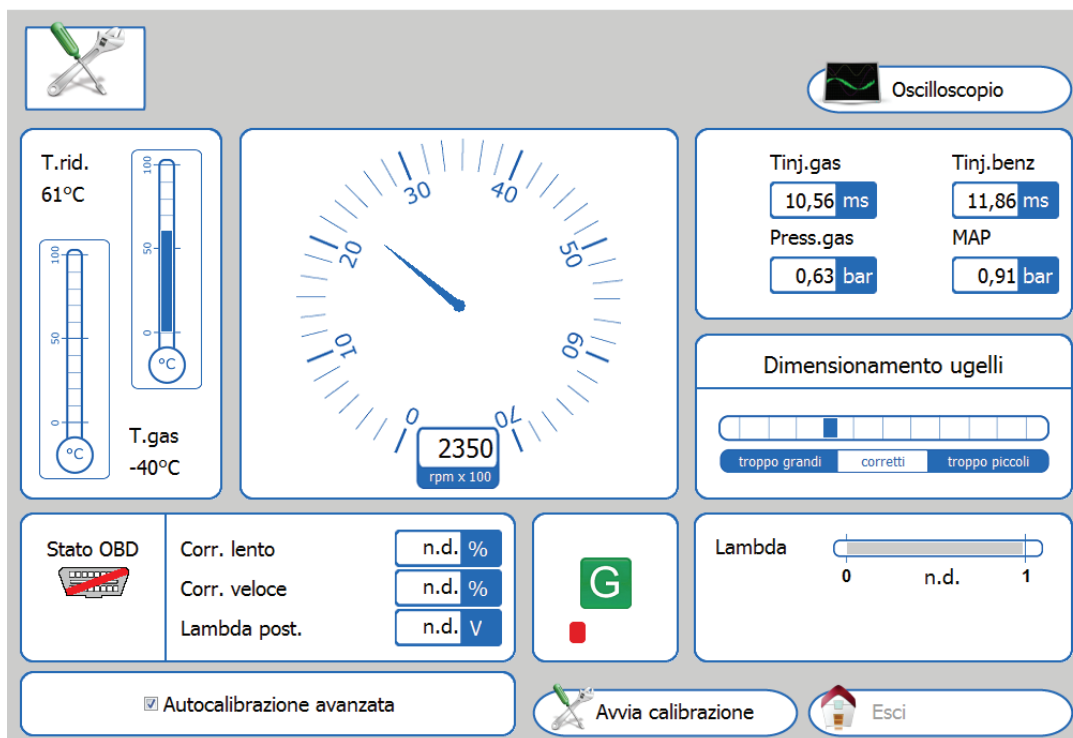 Oscilloscopio
T.rid.
61°C
100
50
0
°C
100
50
0
°C
T.gas
-40°C
0
10
20
30
40
50
60
70
2350
rpm x 100
Tinj.gas
Tinj.benz
10,56 ms
11,86 ms
Press.gas
MAP
0,63 bar
0,91 bar
Dimensionamento ugelli
troppo grandi corretti troppo piccoli
Stato OBD
Corr. lento n.d. %
Corr. veloce n.d. %
Lambda post. n.d. V
G
Lambda
0 n.d. 1
Autocalibrazione avanzata
Avvia calibrazione
Esci